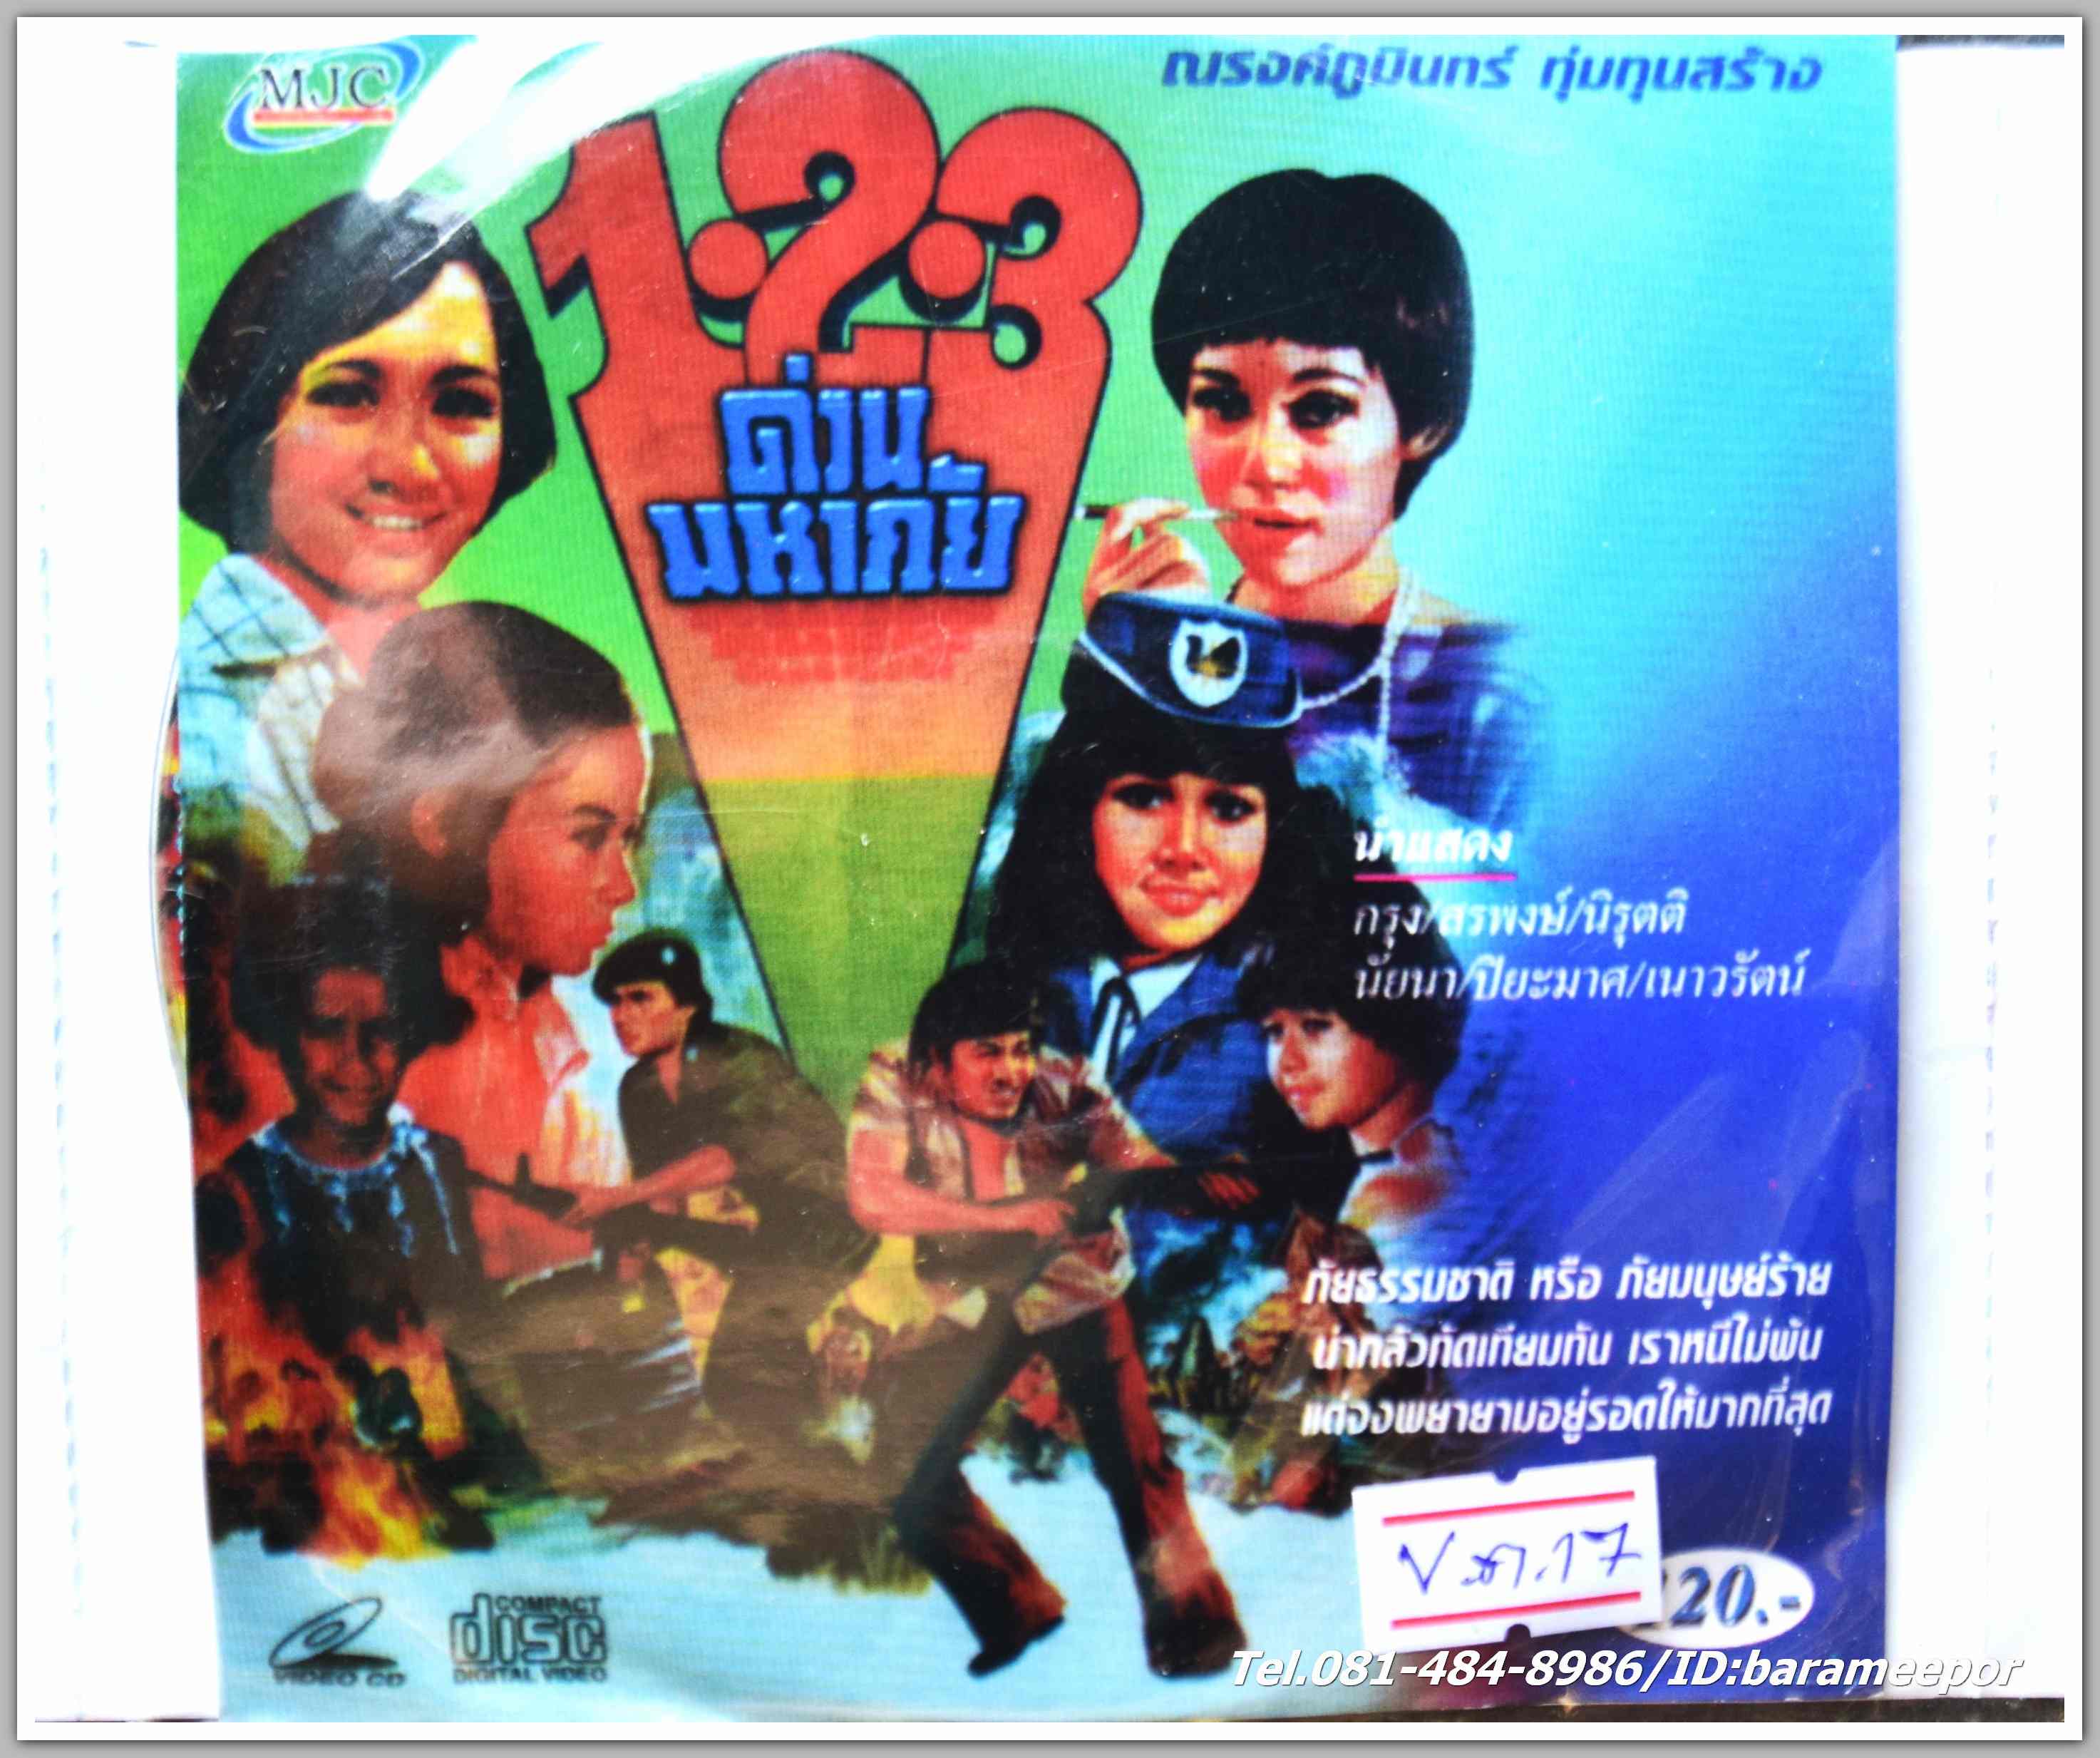 MJC
ณรงค์ภูมินทร์ ทุ่มทุนสร้าง
1·2·3
ด่วน
มหาภัย
นำแสดง
กรุง/สรพงษ์/นิรุตติ
นัยนา/ปิยะมาศ/เนาวรัตน์
ภัยธรรมชาติ หรือ ภัยมนุษย์ร้าย
น่ากลัวทัดเทียมกัน เราหนีไม่พ้น
แต่จงพยายามอยู่รอดให้มากที่สุด
20.-
VIDEO CD
COMPACT
disc
DIGITAL VIDEO
Tel.081-484-8986/ID:barameepor